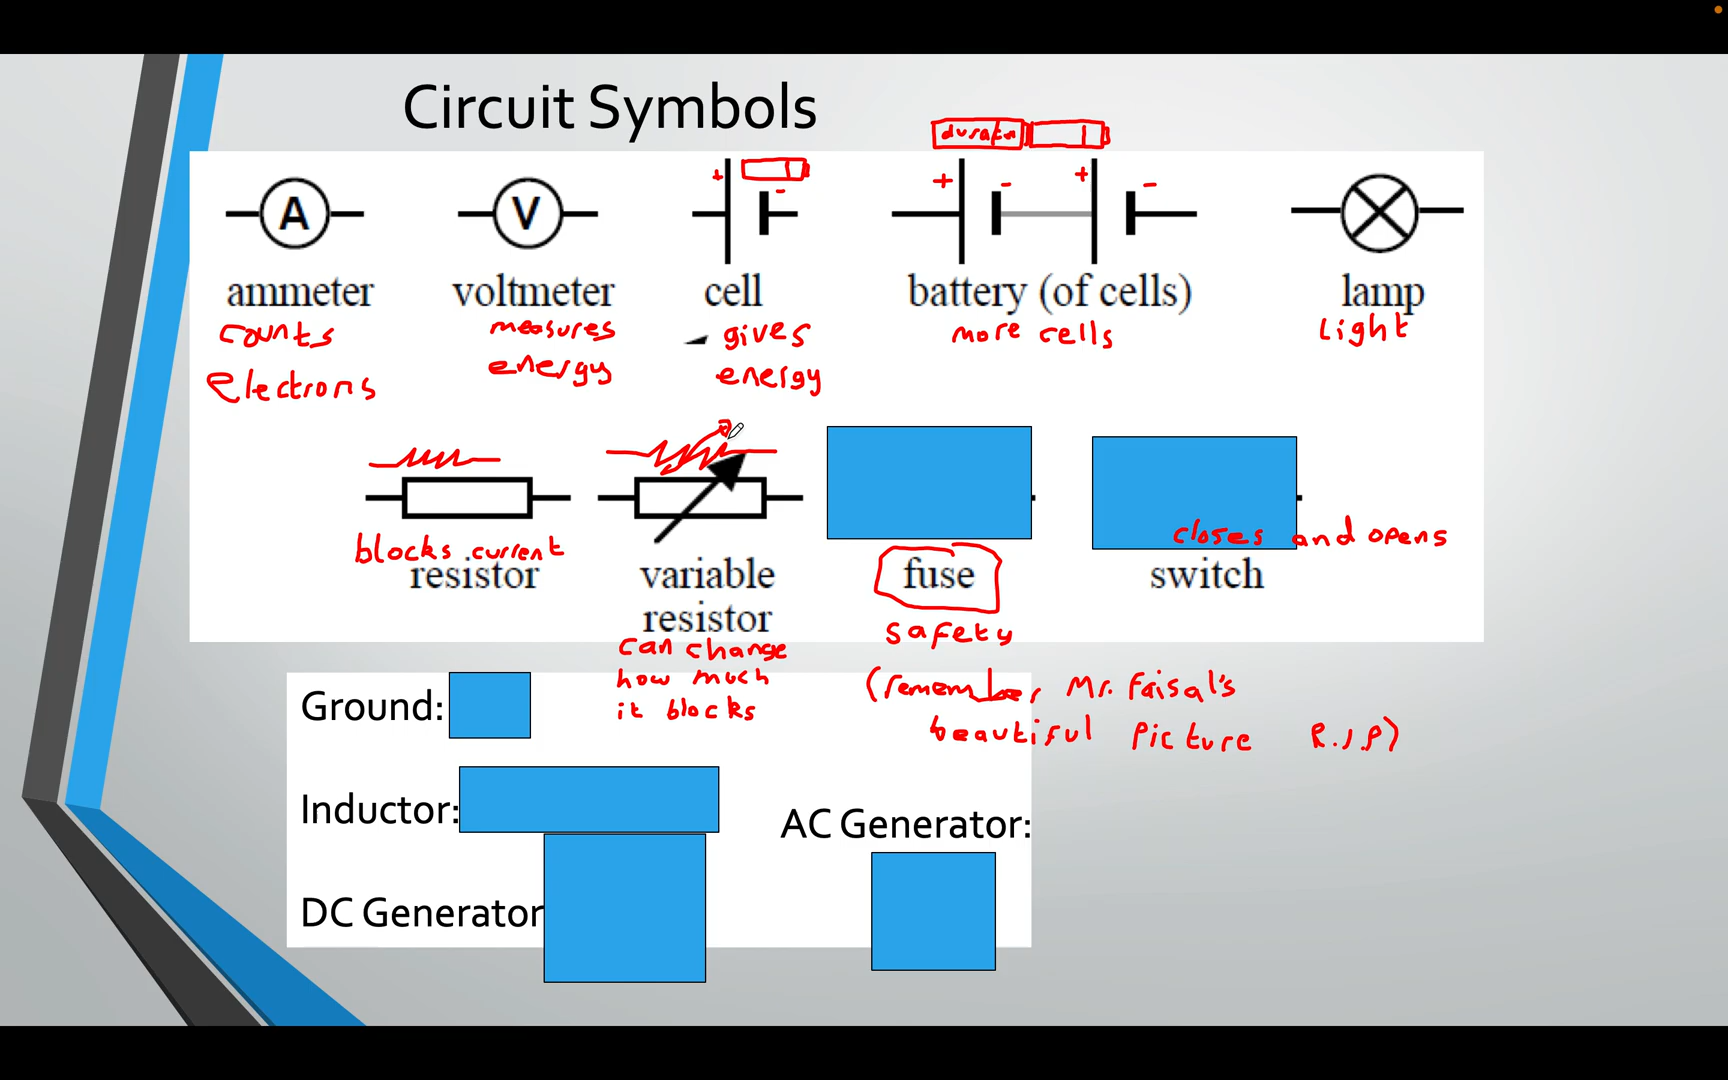 Circuit Symbols
+ - + - + -
A V
ammeter voltmeter cell battery (of cells) lamp
counts electrons
measures energy
gives energy
more cells
Light
blocks current
resistor
variable
resistor
can change
how much
it blocks
fuse
safety
(remember Mr. Faisal's
beautiful Picture R.I.P)
closes and opens
switch
Ground:
Inductor:
DC Generator
AC Generator: